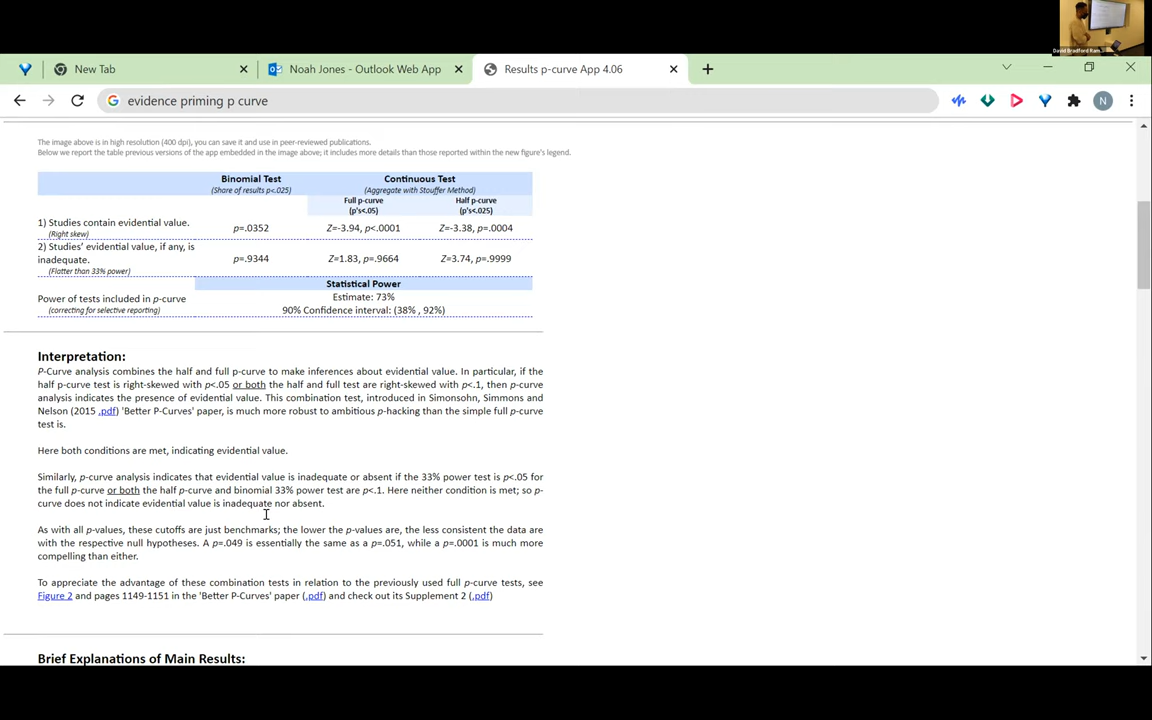 David Bradford Ram...
New Tab
Noah Jones - Outlook Web App
Results p-curve App 4.06
evidence priming p curve
N
The image above is in high resolution (400 dpi), you can save it and use in peer-reviewed publications.
Below we report the table previous versions of the app embedded in the image above; it includes more details than those reported within the new figure's legend.
Binomial Test
(Share of results p<.025)
Continuous Test
(Aggregate with Stouffer Method)
Full p-curve
(p's<.05)
Half p-curve
(p's<.025)
1) Studies contain evidential value.
(Right skew)
p=.0352
Z=-3.94, p<.0001
Z=-3.38, p=.0004
2) Studies' evidential value, if any, is
inadequate.
(Flatter than 33% power)
p=.9344
Z=1.83, p=.9664
Z=3.74, p=.9999
Statistical Power
Power of tests included in p-curve
(correcting for selective reporting)
Estimate: 73%
90% Confidence interval: (38% , 92%)
Interpretation:
P-Curve analysis combines the half and full p-curve to make inferences about evidential value. In particular, if the
half p-curve test is right-skewed with p<.05 or both the half and full test are right-skewed with p<.1, then p-curve
analysis indicates the presence of evidential value. This combination test, introduced in Simonsohn, Simmons and
Nelson (2015 .pdf) 'Better P-Curves' paper, is much more robust to ambitious p-hacking than the simple full p-curve
test is.
Here both conditions are met, indicating evidential value.
Similarly, p-curve analysis indicates that evidential value is inadequate or absent if the 33% power test is p<.05 for
the full p-curve or both the half p-curve and binomial 33% power test are p<.1. Here neither condition is met; so p-
curve does not indicate evidential value is inadequate nor absent.
As with all p-values, these cutoffs are just benchmarks; the lower the p-values are, the less consistent the data are
with the respective null hypotheses. A p=.049 is essentially the same as a p=.051, while a p=.0001 is much more
compelling than either.
To appreciate the advantage of these combination tests in relation to the previously used full p-curve tests, see
Figure 2 and pages 1149-1151 in the 'Better P-Curves' paper (.pdf) and check out its Supplement 2 (.pdf)
Brief Explanations of Main Results: